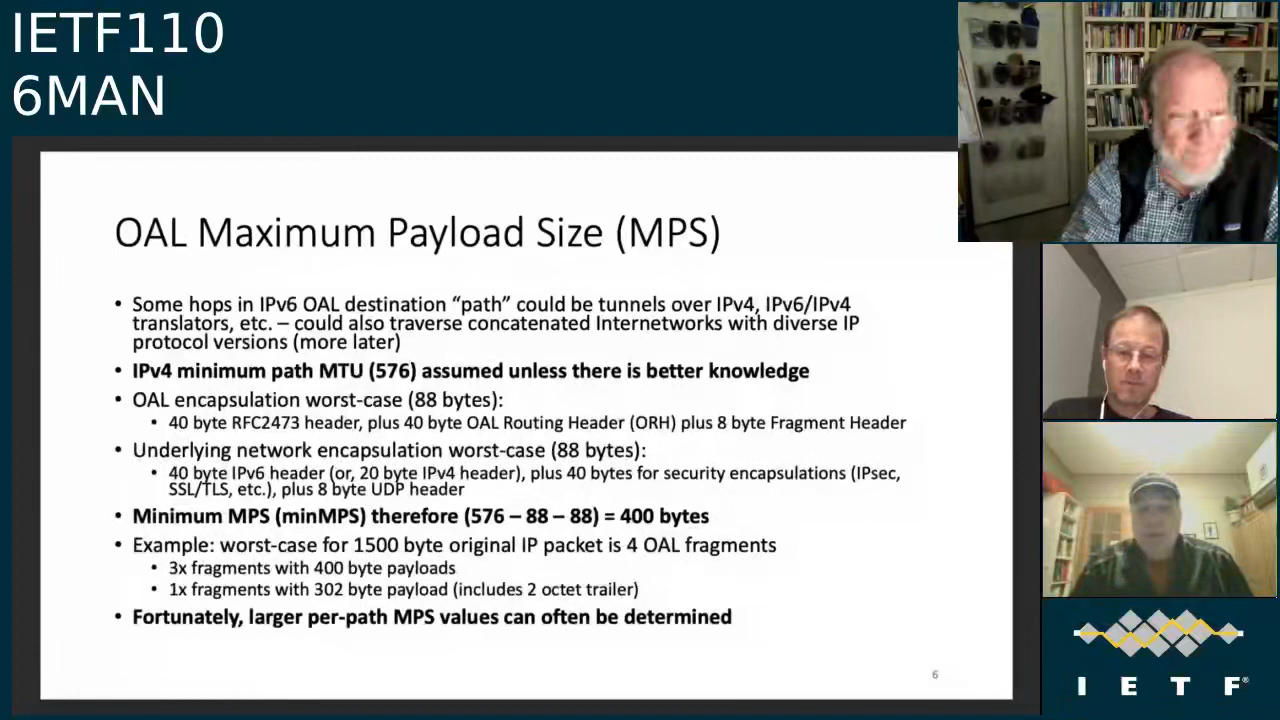 IETF110
6MAN
OAL Maximum Payload Size (MPS)
• Some hops in IPv6 OAL destination “path” could be tunnels over IPv4, IPv6/IPv4
translators, etc. – could also traverse concatenated Internetworks with diverse IP
protocol versions (more later)
• IPv4 minimum path MTU (576) assumed unless there is better knowledge
• OAL encapsulation worst-case (88 bytes):
• 40 byte RFC2473 header, plus 40 byte OAL Routing Header (ORH) plus 8 byte Fragment Header
• Underlying network encapsulation worst-case (88 bytes):
• 40 byte IPv6 header (or, 20 byte IPv4 header), plus 40 bytes for security encapsulations (IPsec,
SSL/TLS, etc.), plus 8 byte UDP header
• Minimum MPS (minMPS) therefore (576 – 88 – 88) = 400 bytes
• Example: worst-case for 1500 byte original IP packet is 4 OAL fragments
• 3x fragments with 400 byte payloads
• 1x fragments with 302 byte payload (includes 2 octet trailer)
• Fortunately, larger per-path MPS values can often be determined
6
I E T F®